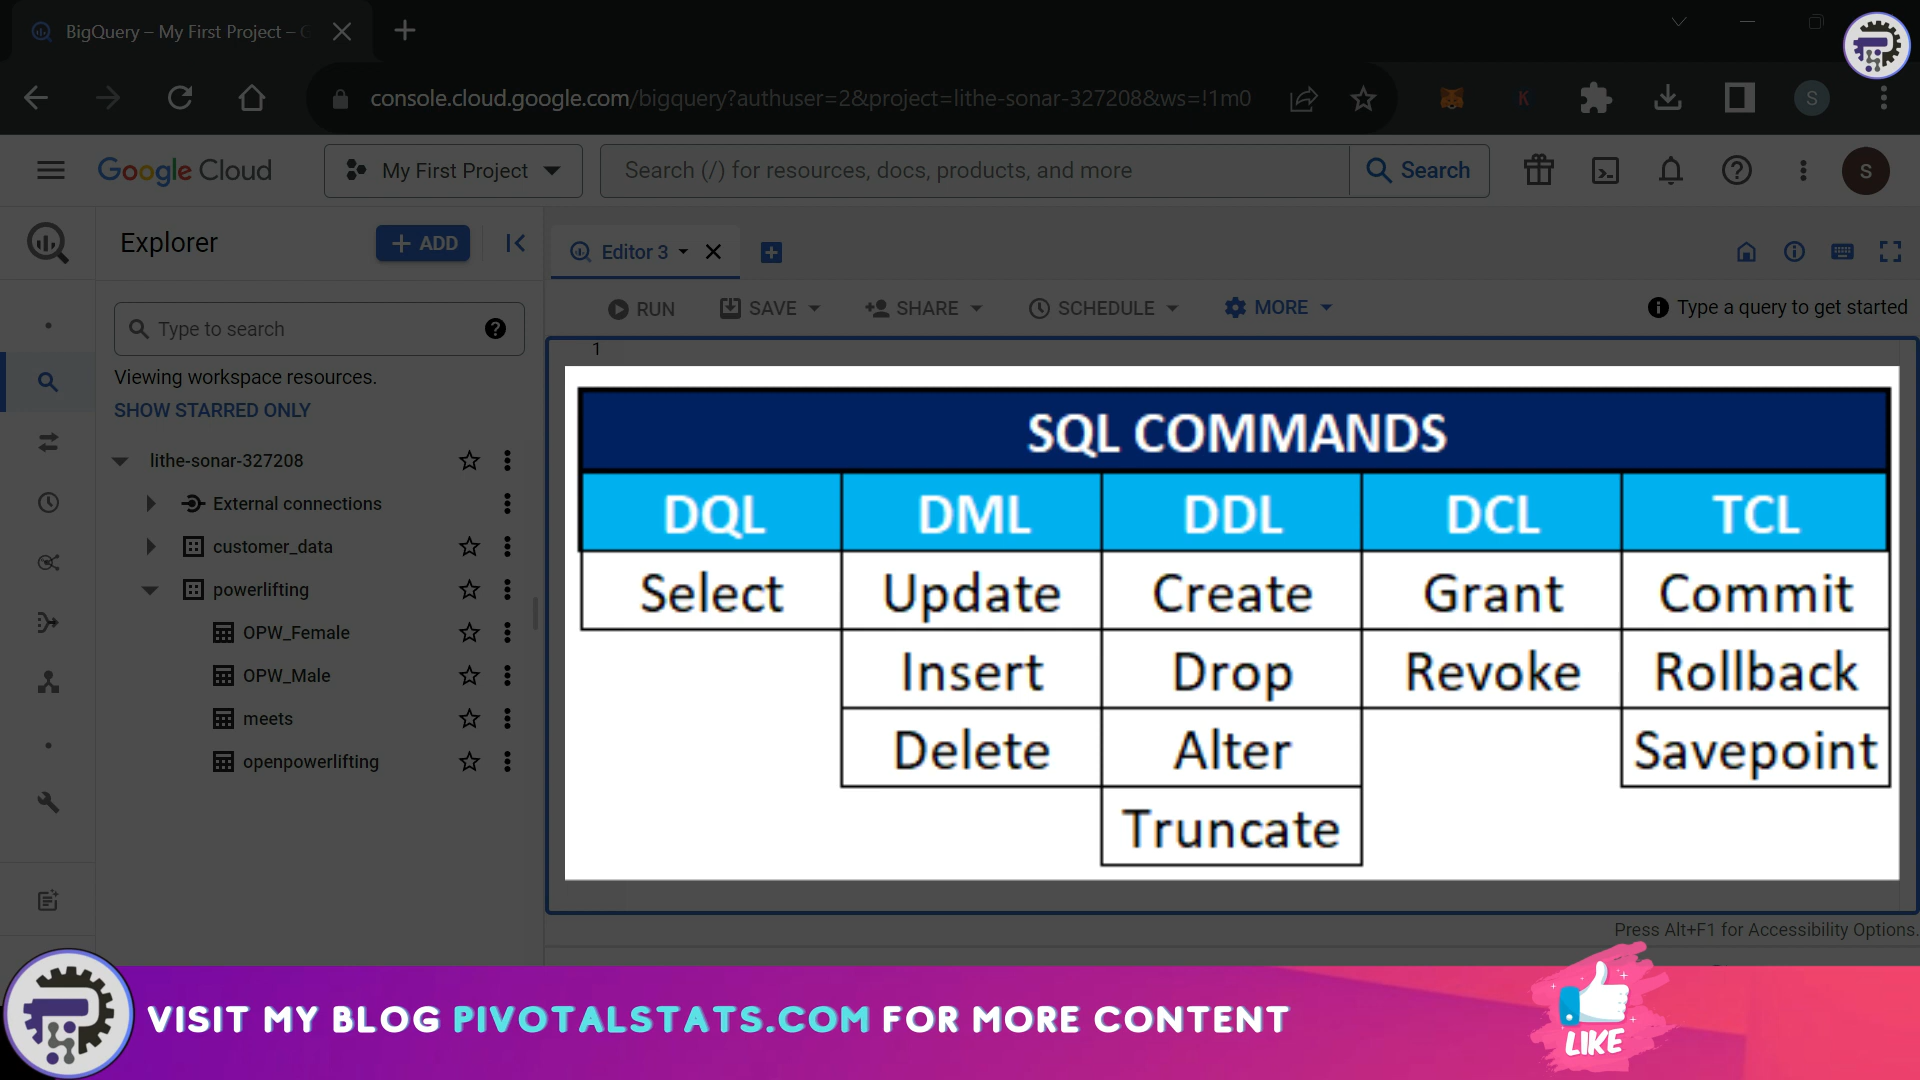 BigQuery – My First Project –
console.cloud.google.com/bigquery?authuser=2&project=lithe-sonar-327208&ws=!1m0
K
S
Google Cloud
My First Project
Search (/) for resources, docs, products, and more
Search
S
Explorer
ADD
Editor 3
RUN
SAVE
SHARE
SCHEDULE
MORE
Type a query to get started
Type to search
1
Viewing workspace resources.
SHOW STARRED ONLY
lithe-sonar-327208
External connections
customer_data
powerlifting
OPW_Female
OPW_Male
meets
openpowerlifting
SQL COMMANDS
DQL DML DDL DCL TCL
Select Update Create Grant Commit
Insert Drop Revoke Rollback
Delete Alter Savepoint
Truncate
Press Alt+F1 for Accessibility Options.
VISIT MY BLOG PIVOTALSTATS.COM FOR MORE CONTENT
LIKE